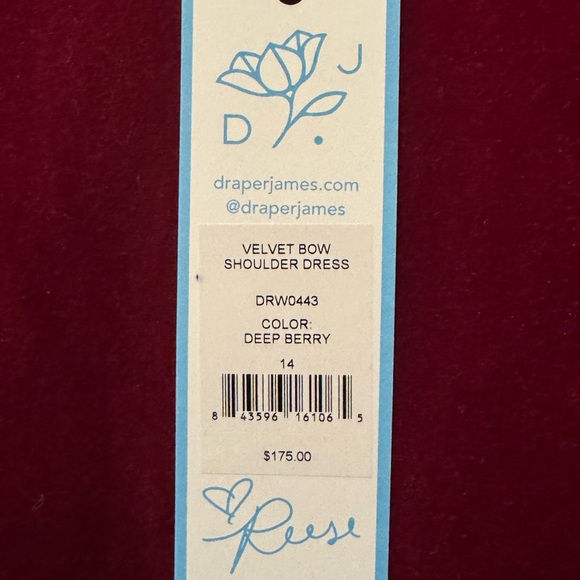 J
D
draperjames.com
@draperjames
VELVET BOW
SHOULDER DRESS
DRW0443
COLOR:
DEEP BERRY
14
8 43596 16106 5
$175.00
Reese